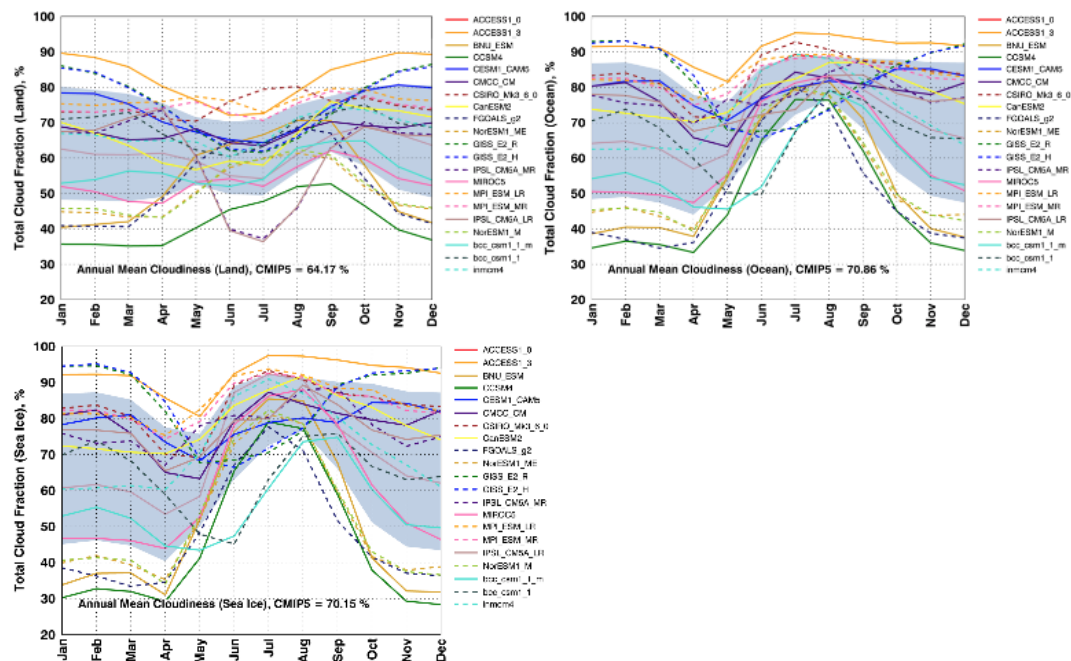 Total Cloud Fraction (Land), %
100
90
80
70
60
50
40
30
20
Annual Mean Cloudiness (Land), CMIP5 = 64.17 %
Jan Feb Mar Apr May Jun Jul Aug Sep Oct Nov Dec
ACCESS1_0
ACCESS1_3
BNU_ESM
CCSM4
CESM1_CAM5
CMCC_CM
CSIRO_Mk3_6_0
CanESM2
FGOALS_g2
NorESM1_ME
GISS_E2_R
GISS_E2_H
IPSL_CM5A_MR
MIROC5
MPI_ESM_LR
MPI_ESM_MR
IPSL_CM5A_LR
NorESM1_M
bcc_csm1_1_m
bcc_csm1_1
inmcm4
Total Cloud Fraction (Ocean), %
100
90
80
70
60
50
40
30
20
Annual Mean Cloudiness (Ocean), CMIP5 = 70.86 %
Jan Feb Mar Apr May Jun Jul Aug Sep Oct Nov Dec
ACCESS1_0
ACCESS1_3
BNU_ESM
CCSM4
CESM1_CAM5
CMCC_CM
CSIRO_Mk3_6_0
CanESM2
FGOALS_g2
NorESM1_ME
GISS_E2_R
GISS_E2_H
IPSL_CM5A_MR
MIROC5
MPI_ESM_LR
MPI_ESM_MR
IPSL_CM5A_LR
NorESM1_M
bcc_csm1_1_m
bcc_csm1_1
inmcm4
Total Cloud Fraction (Sea Ice), %
100
90
80
70
60
50
40
30
20
Annual Mean Cloudiness (Sea Ice), CMIP5 = 70.15 %
Jan Feb Mar Apr May Jun Jul Aug Sep Oct Nov Dec
ACCESS1_0
ACCESS1_3
BNU_ESM
CCSM4
CESM1_CAM5
CMCC_CM
CSIRO_Mk3_6_0
CanESM2
FGOALS_g2
NorESM1_ME
GISS_E2_R
GISS_E2_H
IPSL_CM5A_MR
MIROC5
MPI_ESM_LR
MPI_ESM_MR
IPSL_CM5A_LR
NorESM1_M
bcc_csm1_1_m
bcc_csm1_1
inmcm4